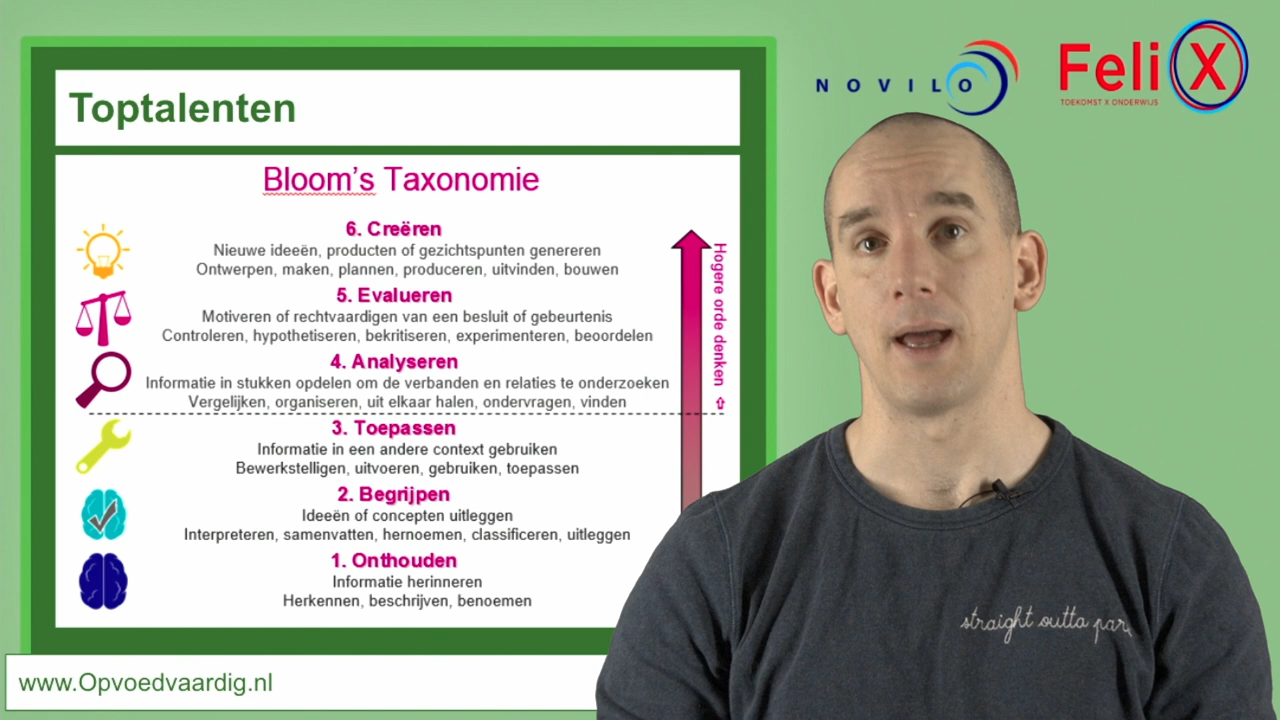 Toptalenten
Bloom's Taxonomie
6. Creëren
Nieuwe ideeën, producten of gezichtspunten genereren
Ontwerpen, maken, plannen, produceren, uitvinden, bouwen
5. Evalueren
Motiveren of rechtvaardigen van een besluit of gebeurtenis
Controleren, hypothetiseren, bekritiseren, experimenteren, beoordelen
4. Analyseren
Informatie in stukken opdelen om de verbanden en relaties te onderzoeken
Vergelijken, organiseren, uit elkaar halen, ondervragen, vinden
3. Toepassen
Informatie in een andere context gebruiken
Bewerkstelligen, uitvoeren, gebruiken, toepassen
2. Begrijpen
Ideeën of concepten uitleggen
Interpreteren, samenvatten, hernoemen, classificeren, uitleggen
1. Onthouden
Informatie herinneren
Herkennen, beschrijven, benoemen
Hogere orde denken ⇨
www.Opvoedvaardig.nl
NOVILO
FeliX
TOEKOMST X ONDERWIJS
straight outta par